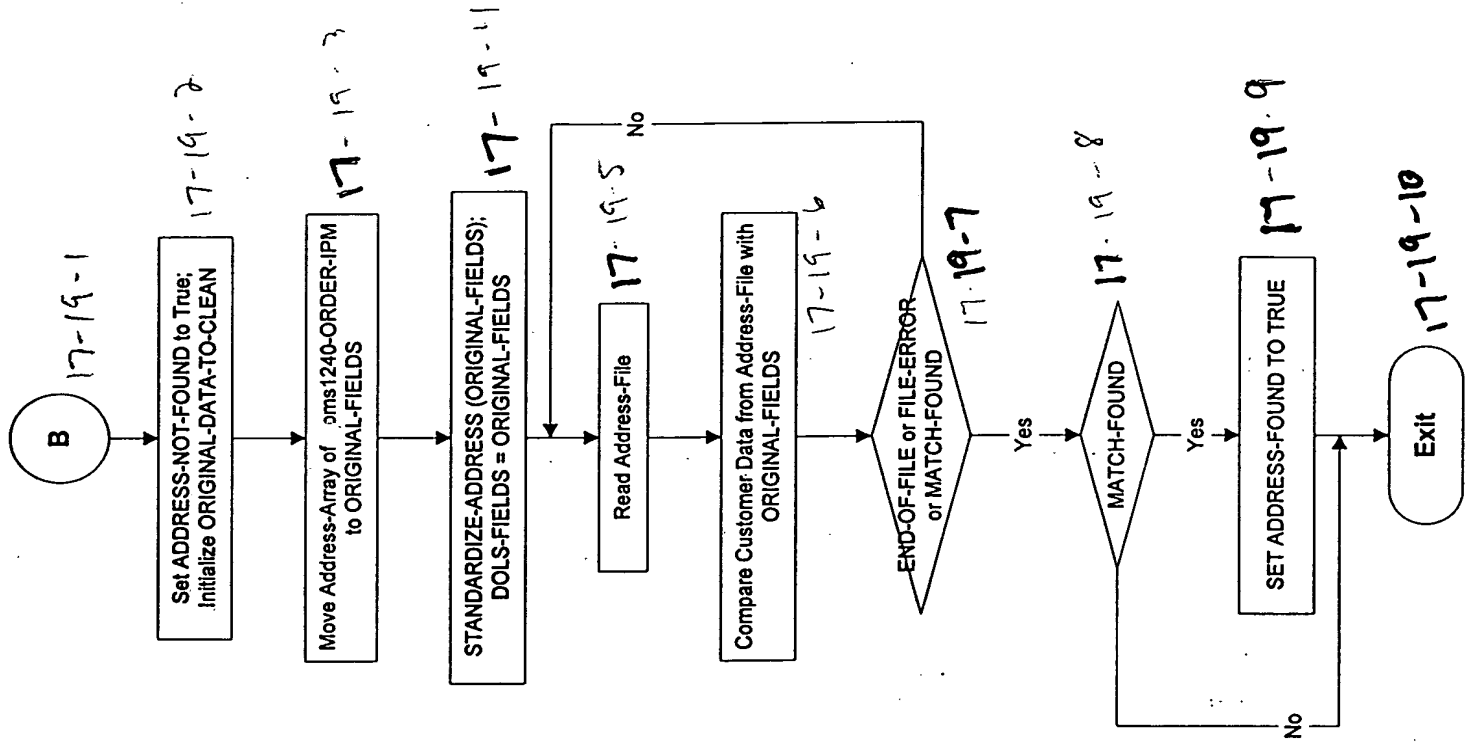 B
17-19-1
Set ADDRESS-NOT-FOUND to True;
Initialize ORIGINAL-DATA-TO-CLEAN
17-19-2
Move Address-Array of oms1240-ORDER-IPM
to ORIGINAL-FIELDS
17-19-3
STANDARDIZE-ADDRESS (ORIGINAL-FIELDS);
DOLS-FIELDS = ORIGINAL-FIELDS
17-19-4
Read Address-File
17-19-5
No
Compare Customer Data from Address-File with
ORIGINAL-FIELDS
17-19-6
END-OF-FILE or FILE-ERROR
or MATCH-FOUND
17-19-7
Yes
MATCH-FOUND
17-19-8
Yes
SET ADDRESS-FOUND TO TRUE
17-19-9
No
Exit
17-19-10